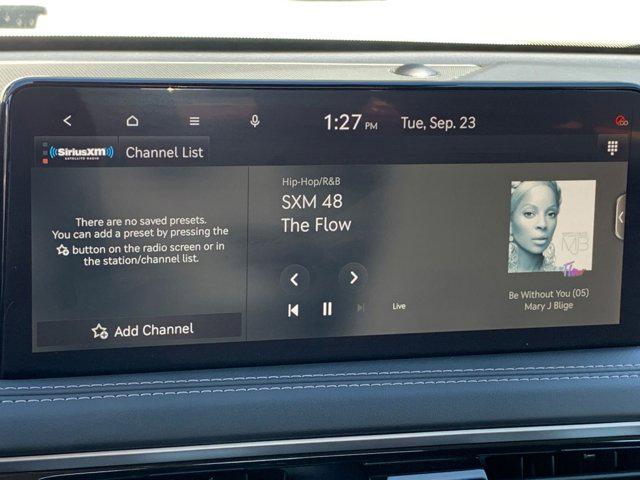 1:27 PM
Tue, Sep. 23
((SiriusXM))
SATELLITE RADIO
Channel List
There are no saved presets.
You can add a preset by pressing the
button on the radio screen or in
the station/channel list.
Add Channel
Hip-Hop/R&B
SXM 48
The Flow
Live
MJB
Flow
Be Without You (05)
Mary J Blige